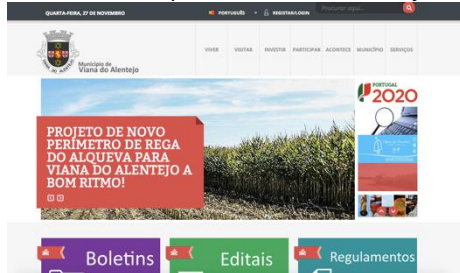 QUARTA-FEIRA, 27 DE NOVEMBRO
PORTUGUÊS
REGISTAR/LOGIN
Procurar aqui...
Município de
Viana do Alentejo
VIVER VISITAR INVESTIR PARTICIPAR ACONTECE MUNICÍPIO SERVIÇOS
PORTUGAL
2020
PROJETO DE NOVO
PERÍMETRO DE REGA
DO ALQUEVA PARA
VIANA DO ALENTEJO A
BOM RITMO!
Boletins
Editais
Regulamentos